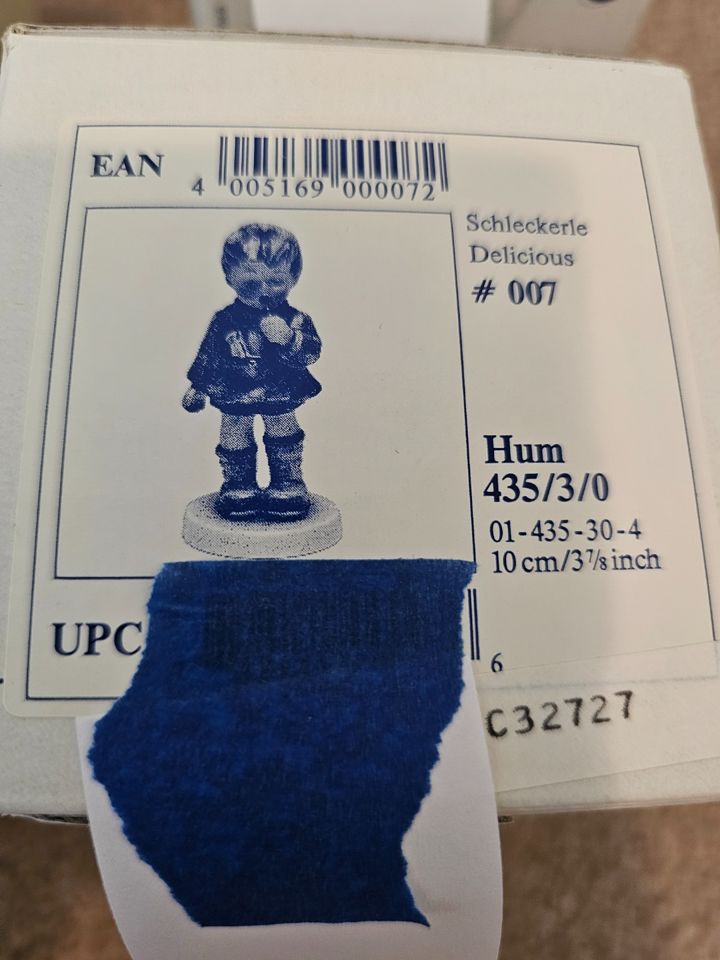 EAN
4 005169 000072
Schleckerle
Delicious
# 007
Hum
435/3/0
01-435-30-4
10 cm/3⅞ inch
UPC
6
C32727